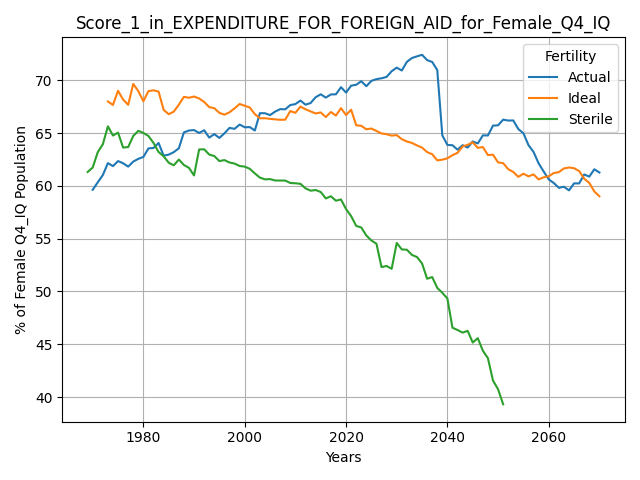 Score_1_in_EXPENDITURE_FOR_FOREIGN_AID_for_Female_Q4_IQ
Fertility
Actual
Ideal
Sterile
% of Female Q4_IQ Population
70
65
60
55
50
45
40
1980
2000
2020
2040
2060
Years